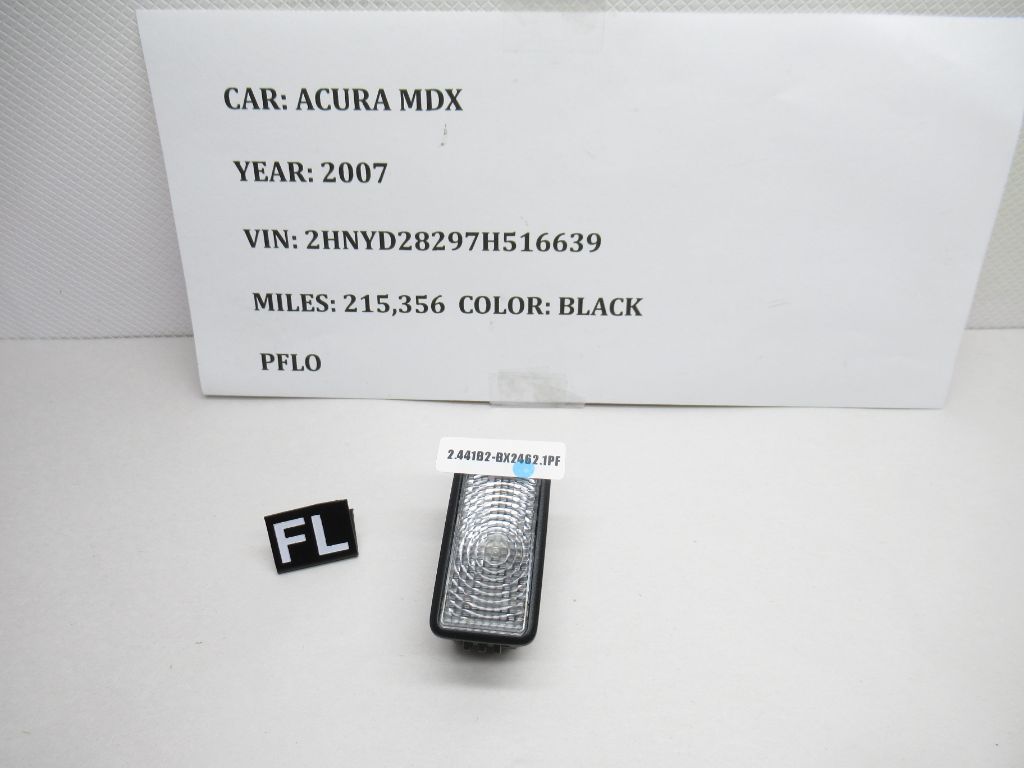 CAR: ACURA MDX
YEAR: 2007
VIN: 2HNYD28297H516639
MILES: 215,356 COLOR: BLACK
PFLO
2.441B2-BX2462.1PF
FL